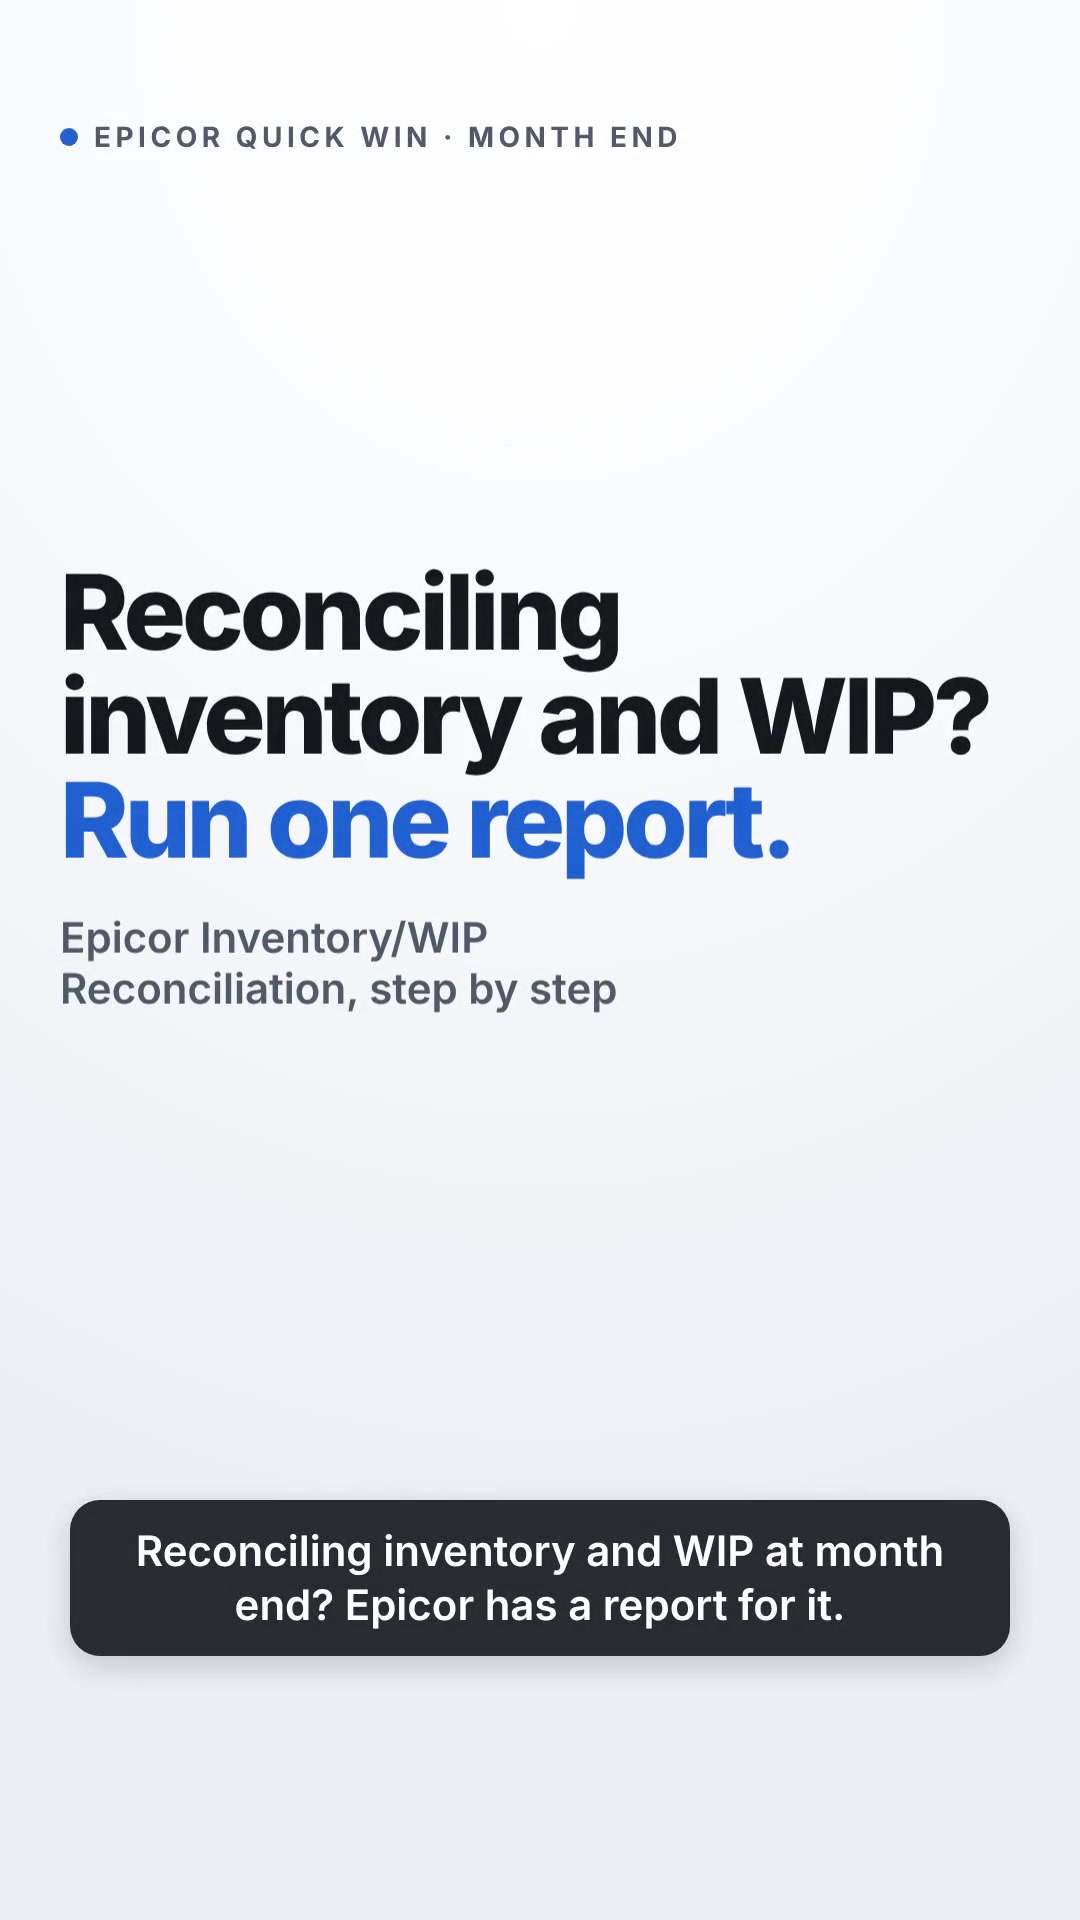 EPICOR QUICK WIN · MONTH END
Reconciling
inventory and WIP?
Run one report.
Epicor Inventory/WIP
Reconciliation, step by step
Reconciling inventory and WIP at month
end? Epicor has a report for it.